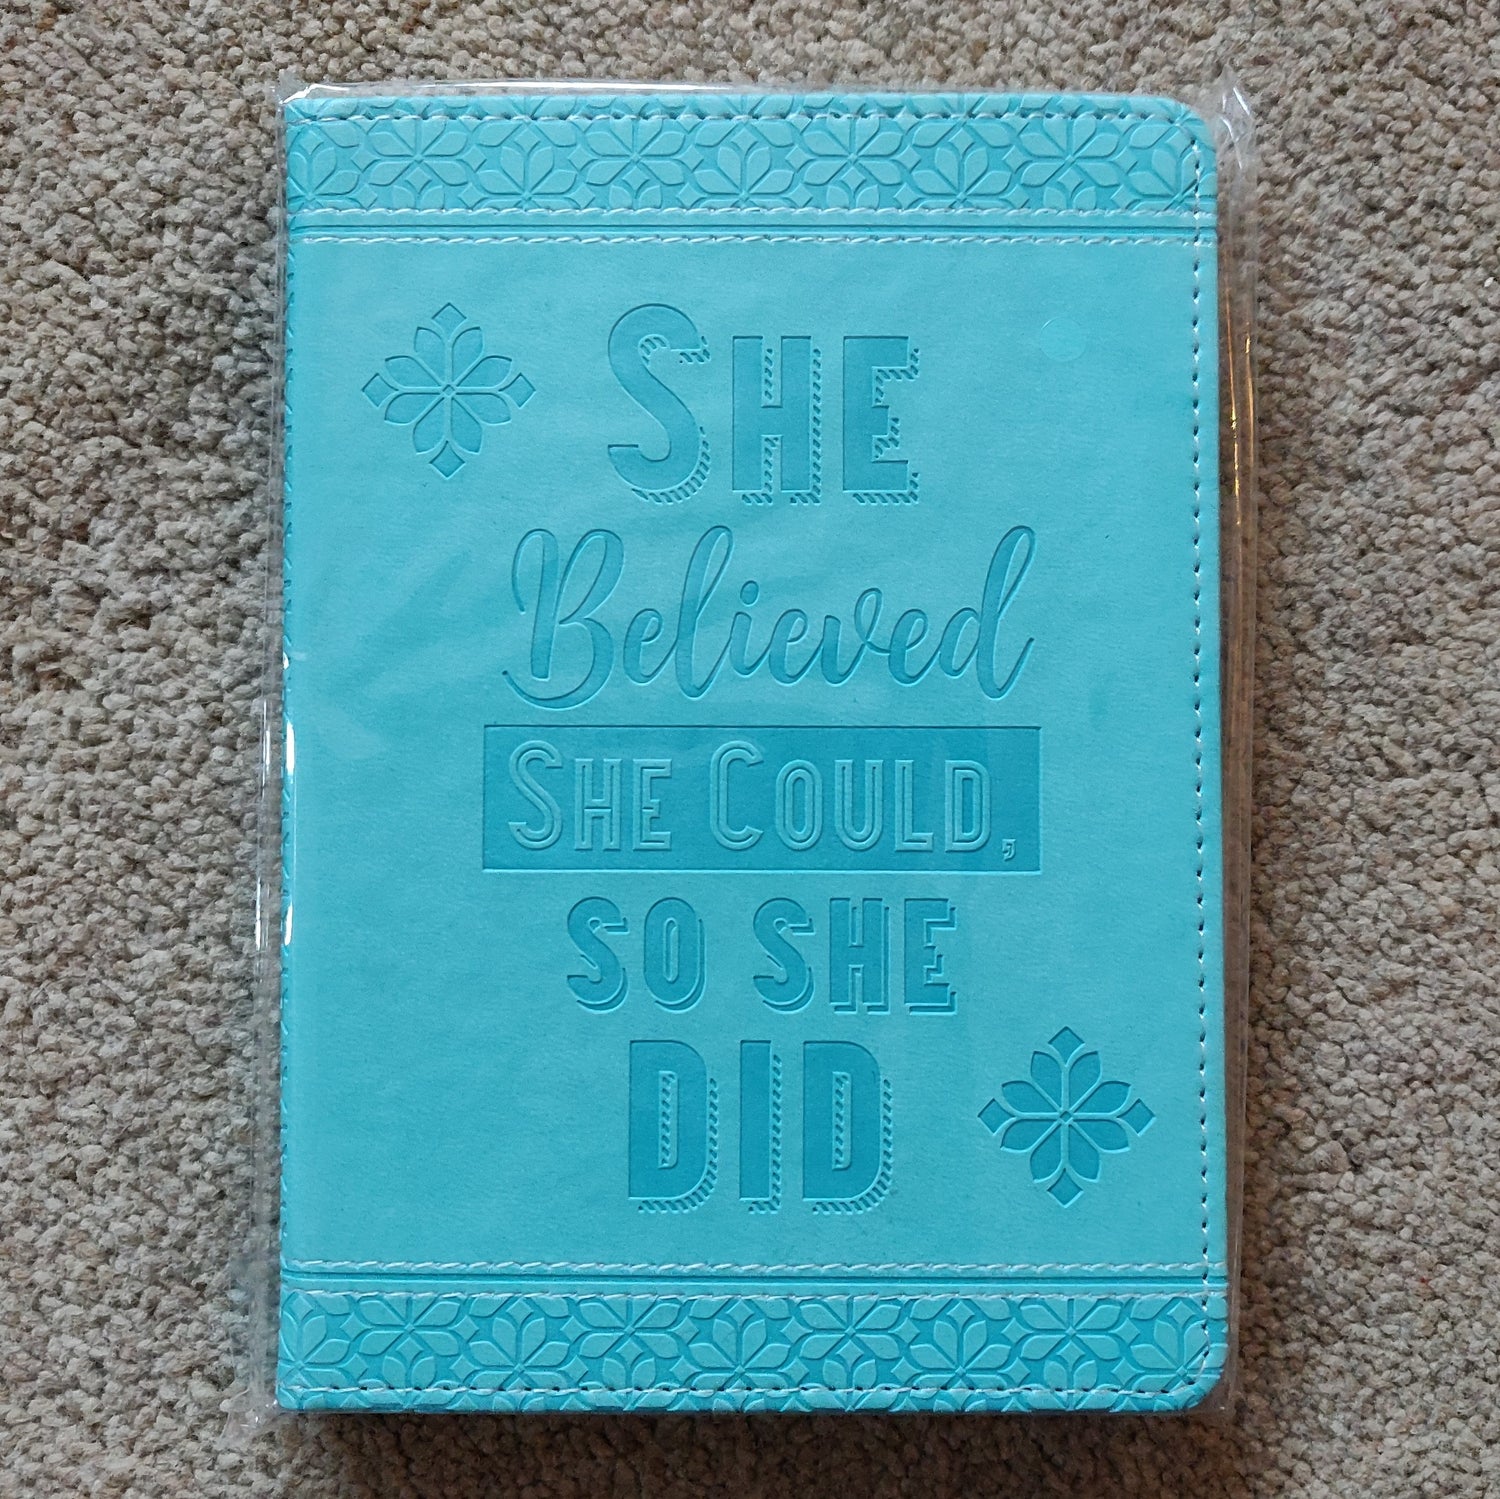 SHE
Believed
SHE COULD,
SO SHE
DID